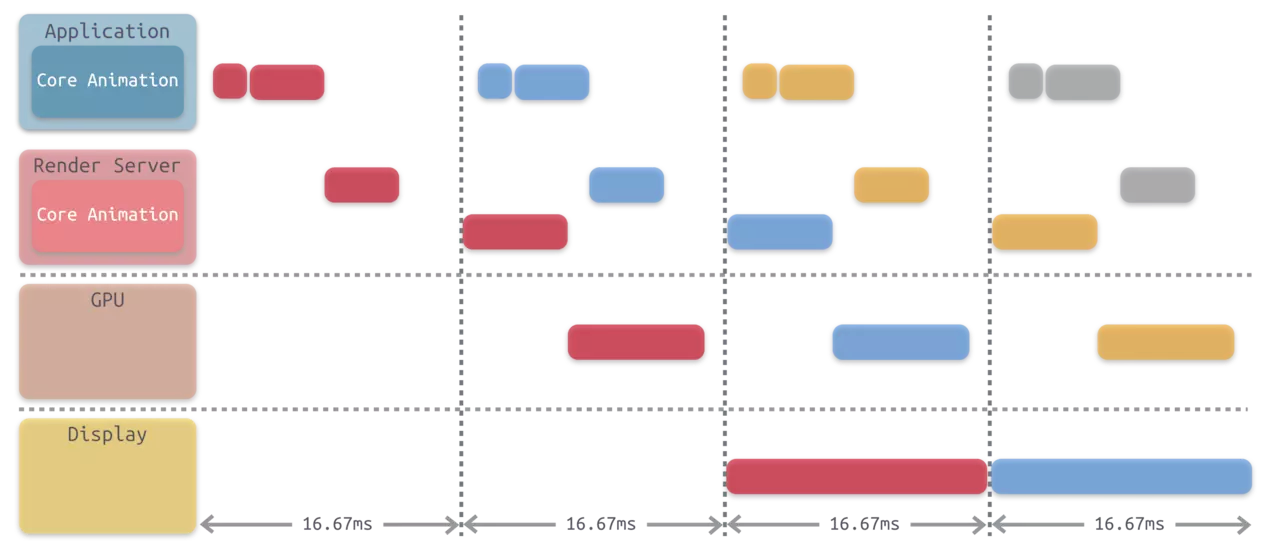 Application
Core Animation
Render Server
Core Animation
GPU
Display
16.67ms
16.67ms
16.67ms
16.67ms